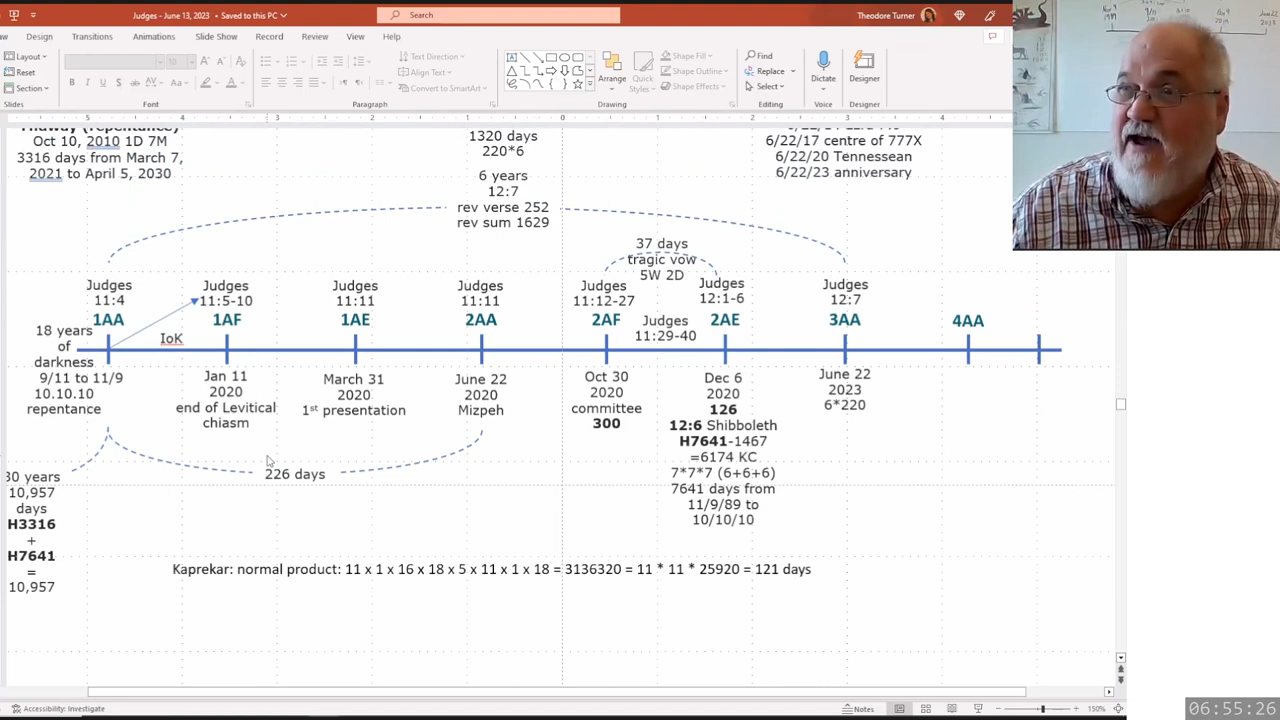 Judges - June 13, 2023 • Saved to this PC
Search
Theodore Turner
Design
Transitions
Animations
Slide Show
Record
Review
View
Help
Layout
Reset
Section
Slides
Font
Text Direction
Align Text
Convert to SmartArt
Paragraph
Arrange
Quick
Styles
Shape Fill
Shape Outline
Shape Effects
Drawing
Find
Replace
Select
Editing
Dictate
Voice
Designer
Designer
Midway (repentance)
Oct 10, 2010 1D 7M
3316 days from March 7,
2021 to April 5, 2030
1320 days
220*6
6 years
12:7
rev verse 252
rev sum 1629
6/22/17 centre of 777X
6/22/20 Tennessean
6/22/23 anniversary
37 days
tragic vow
5W 2D
Judges
11:4
1AA
Judges
11:5-10
1AF
Judges
11:11
1AE
Judges
11:11
2AA
Judges
11:12-27
2AF
Judges
11:29-40
Judges
12:1-6
2AE
Judges
12:7
3AA
4AA
18 years
of
darkness
9/11 to 11/9
10.10.10
repentance
IoK
Jan 11
2020
end of Levitical
chiasm
March 31
2020
1st presentation
June 22
2020
Mizpeh
Oct 30
2020
committee
300
Dec 6
2020
126
12:6 Shibboleth
H7641-1467
=6174 KC
7*7*7 (6+6+6)
7641 days from
11/9/89 to
10/10/10
June 22
2023
6*220
226 days
30 years
10,957
days
H3316
+
H7641
=
10,957
Kaprekar: normal product: 11 x 1 x 16 x 18 x 5 x 11 x 1 x 18 = 3136320 = 11 * 11 * 25920 = 121 days
Accessibility: Investigate
Notes
150%
06:55:26